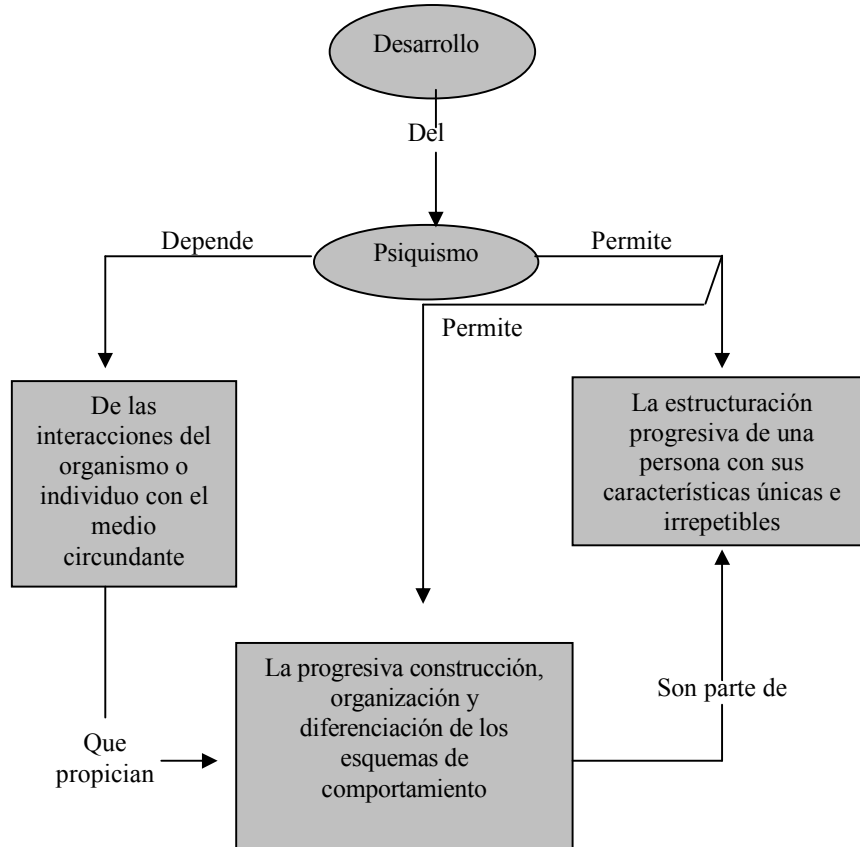 Desarrollo
Del
Depende
Psiquismo
Permite
Permite
De las
interacciones del
organismo o
individuo con el
medio
circundante
La estructuración
progresiva de una
persona con sus
características únicas e
irrepetibles
La progresiva construcción,
organización y
diferenciación de los
esquemas de
comportamiento
Son parte de
Que
propician